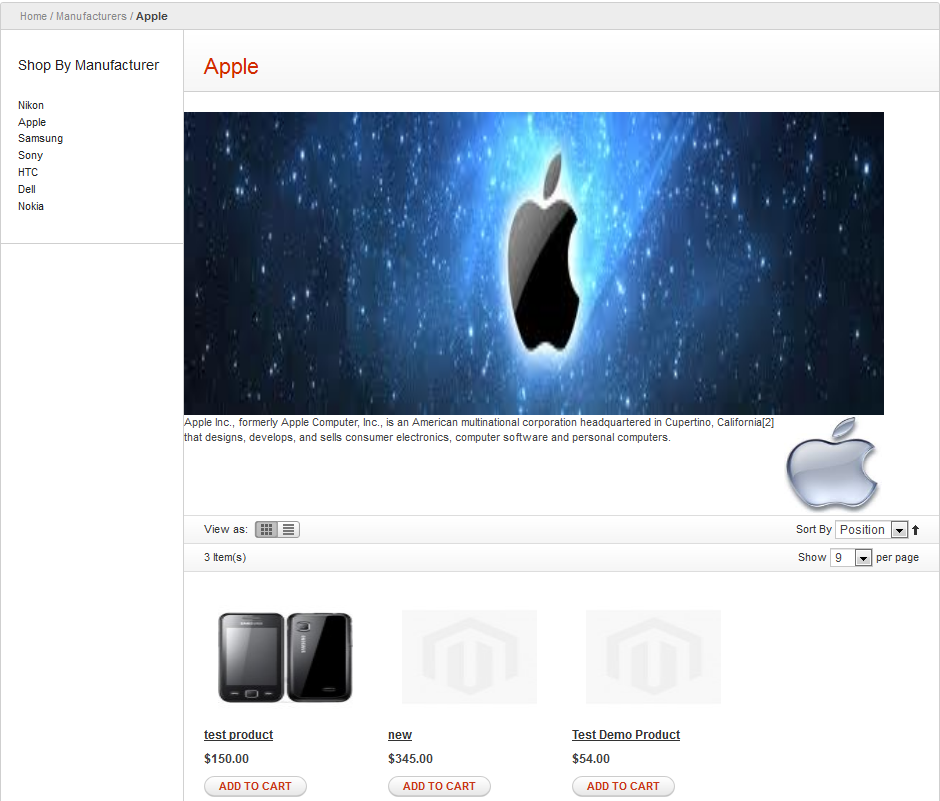 Home / Manufacturers / Apple
Shop By Manufacturer
Nikon
Apple
Samsung
Sony
HTC
Dell
Nokia
Apple
Apple Inc., formerly Apple Computer, Inc., is an American multinational corporation headquartered in Cupertino, California[2]
that designs, develops, and sells consumer electronics, computer software and personal computers.
View as: Sort By Position
3 Item(s) Show 9 per page
SAMSUNG
SAMSUNG
test product new Test Demo Product
$150.00 $345.00 $54.00
ADD TO CART ADD TO CART ADD TO CART